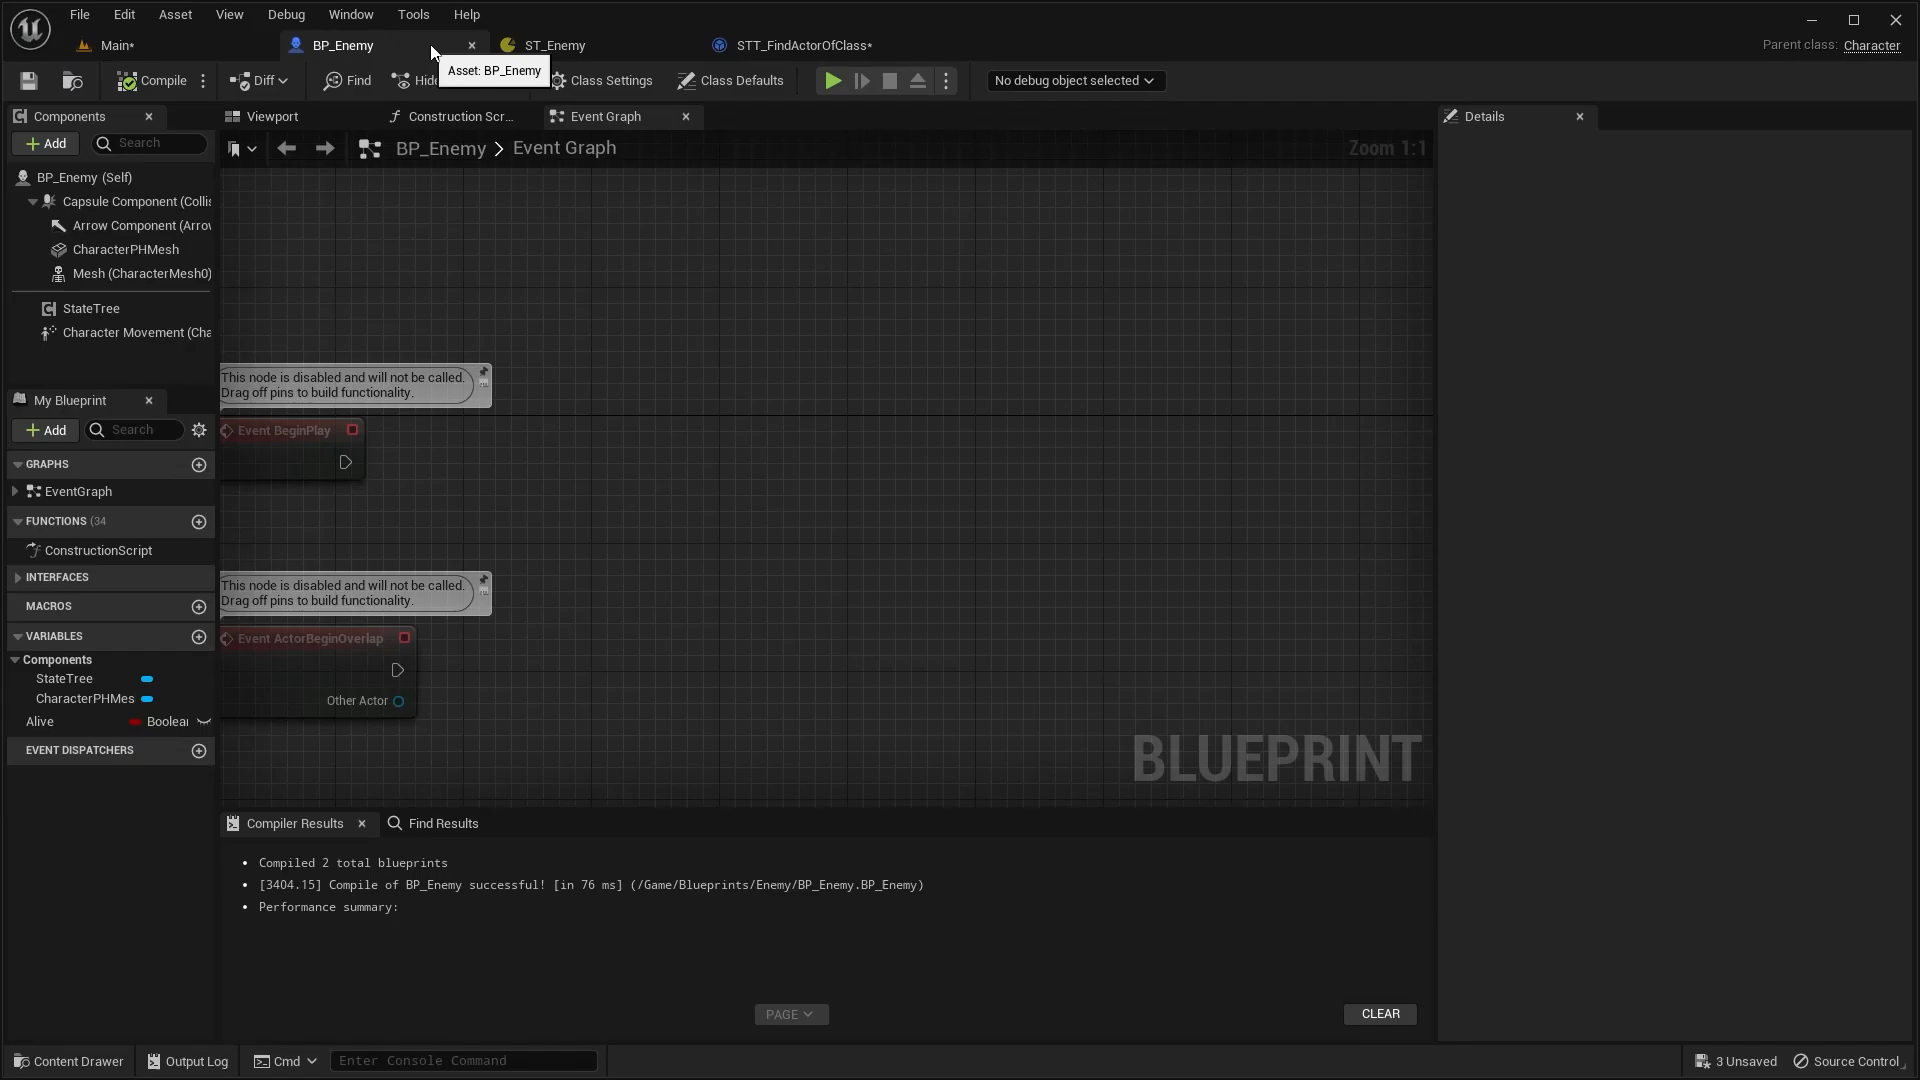 File Edit Asset View Debug Window Tools Help
Main*
BP_Enemy
ST_Enemy
STT_FindActorOfClass*
Parent class: Character
Asset: BP_Enemy
Compile
Diff
Find
Hide
Class Settings
Class Defaults
No debug object selected
Components
Viewport
Construction Scr...
Event Graph
Details
Add
Search
BP_Enemy > Event Graph
Zoom 1:1
BP_Enemy (Self)
Capsule Component (Collis
Arrow Component (Arrov
CharacterPHMesh
Mesh (CharacterMesh0)
StateTree
Character Movement (Cha
This node is disabled and will not be called.
Drag off pins to build functionality.
Event BeginPlay
My Blueprint
Add
Search
GRAPHS
EventGraph
FUNCTIONS (34
ConstructionScript
INTERFACES
MACROS
VARIABLES
Components
StateTree
CharacterPHMes
Alive
Boolear
EVENT DISPATCHERS
This node is disabled and will not be called.
Drag off pins to build functionality.
Event ActorBeginOverlap
Other Actor
BLUEPRINT
Compiler Results
Find Results
Compiled 2 total blueprints
[3404.15] Compile of BP_Enemy successful! [in 76 ms] (/Game/Blueprints/Enemy/BP_Enemy.BP_Enemy)
Performance summary:
PAGE
CLEAR
Content Drawer
Output Log
Cmd
Enter Console Command
3 Unsaved
Source Control